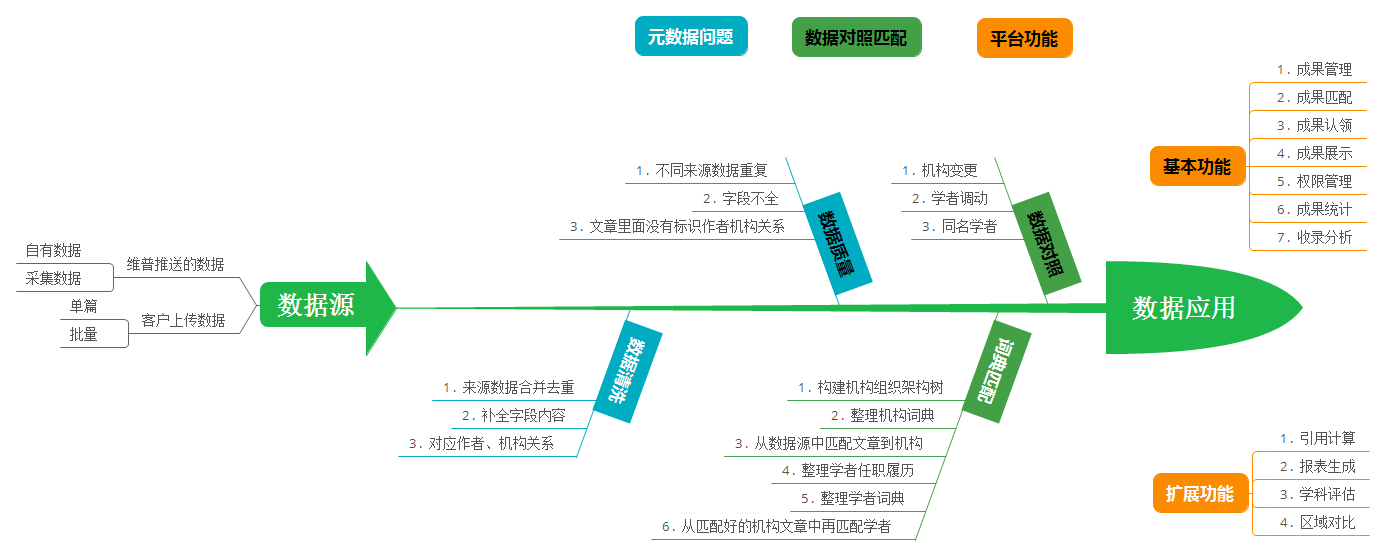 元数据问题
数据对照匹配
平台功能
1. 成果管理
2. 成果匹配
3. 成果认领
4. 成果展示
5. 权限管理
6. 成果统计
7. 收录分析
基本功能
1. 不同来源数据重复
2. 字段不全
3. 文章里面没有标识作者机构关系
数据质量
1. 机构变更
2. 学者调动
3. 同名学者
数据对照
自有数据
采集数据
维普推送的数据
单篇
批量
客户上传数据
数据源
数据应用
数据清洗
1. 来源数据合并去重
2. 补全字段内容
3. 对应作者、机构关系
词典匹配
1. 构建机构组织架构树
2. 整理机构词典
3. 从数据源中匹配文章到机构
4. 整理学者任职履历
5. 整理学者词典
6. 从匹配好的机构文章中再匹配学者
扩展功能
1. 引用计算
2. 报表生成
3. 学科评估
4. 区域对比